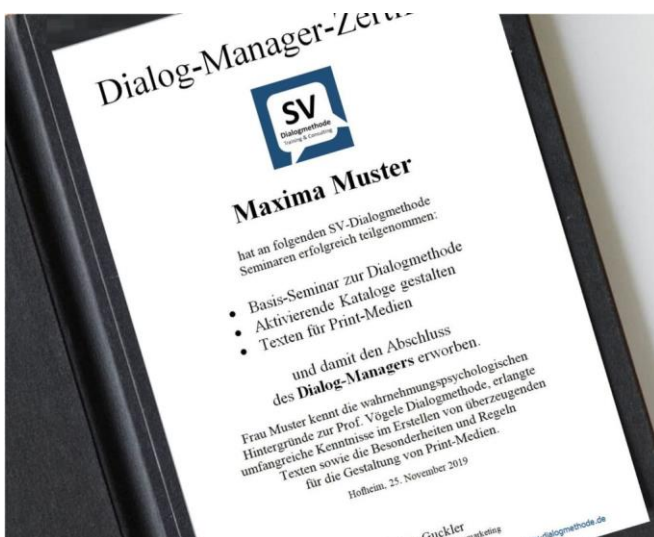 Dialog-Manager-Zertif
SV
Dialogmethode
Training & Consulting
Maxima Muster
hat an folgenden SV-Dialogmethode
Seminaren erfolgreich teilgenommen:
• Basis-Seminar zur Dialogmethode
• Aktivierende Kataloge gestalten
• Texten für Print-Medien
und damit den Abschluss
des Dialog-Managers erworben.
Frau Muster kennt die wahrnehmungspsychologischen
Hintergründe zur Prof. Vögele Dialogmethode, erlangte
umfangreiche Kenntnisse im Erstellen von überzeugenden
Texten sowie die Besonderheiten und Regeln
für die Gestaltung von Print-Medien.
Hofheim, 25. November 2019
Guckler
dialogmethode.de